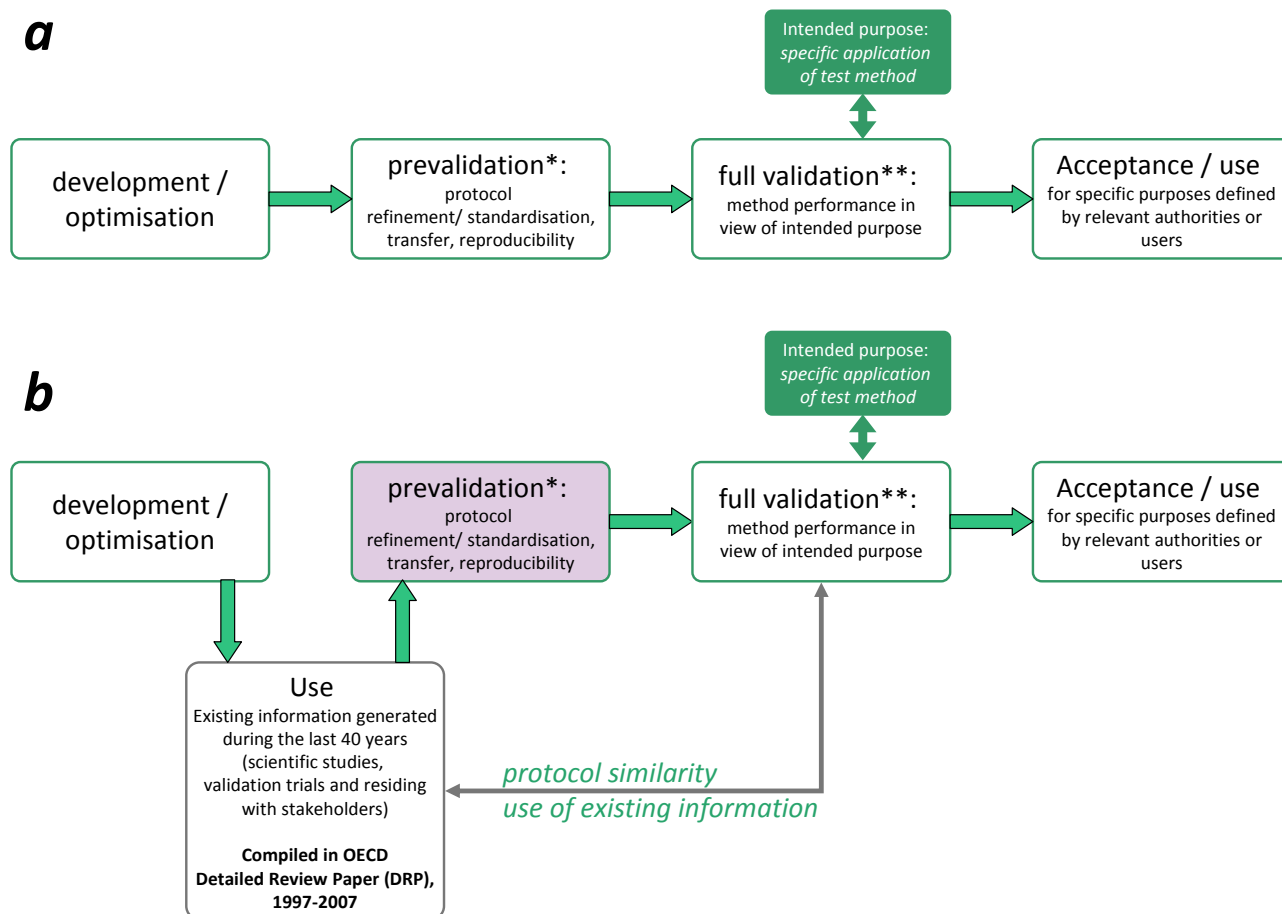 a
Intended purpose:
specific application
of test method
development /
optimisation
prevalidation*:
protocol
refinement/ standardisation,
transfer, reproducibility
full validation**:
method performance in
view of intended purpose
Acceptance / use
for specific purposes defined
by relevant authorities or
users
b
Intended purpose:
specific application
of test method
development /
optimisation
prevalidation*:
protocol
refinement/ standardisation,
transfer, reproducibility
full validation**:
method performance in
view of intended purpose
Acceptance / use
for specific purposes defined
by relevant authorities or
users
Use
Existing information generated
during the last 40 years
(scientific studies,
validation trials and residing
with stakeholders)
Compiled in OECD
Detailed Review Paper (DRP),
1997-2007
protocol similarity
use of existing information